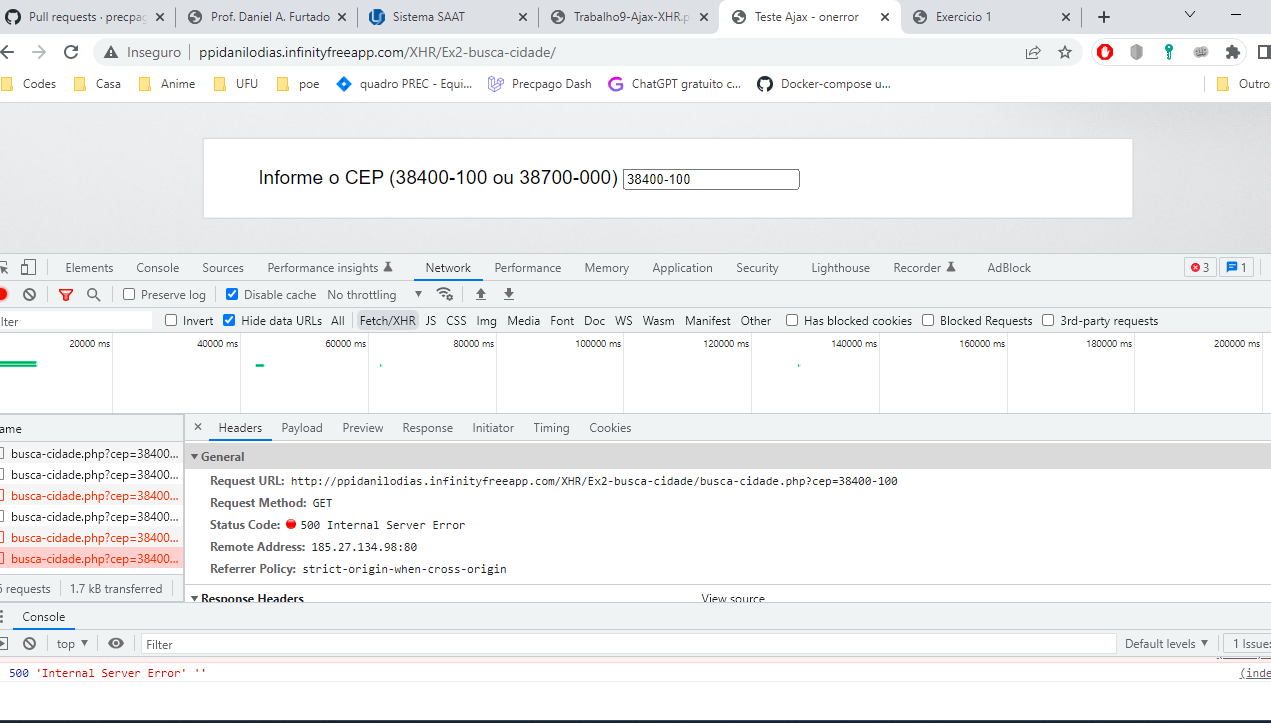 Pull requests · precpag
Prof. Daniel A. Furtado
Sistema SAAT
Trabalho9-Ajax-XHR.p
Teste Ajax - onerror
Exercicio 1
Inseguro
ppidanilodias.infinityfreeapp.com/XHR/Ex2-busca-cidade/
Codes
Casa
Anime
UFU
poe
quadro PREC - Equi...
Precpago Dash
ChatGPT gratuito c...
Docker-compose u...
Outro
Informe o CEP (38400-100 ou 38700-000) 38400-100
Elements Console Sources Performance insights Network Performance Memory Application Security Lighthouse Recorder AdBlock 3 1
Preserve log Disable cache No throttling
lter Invert Hide data URLs All Fetch/XHR JS CSS Img Media Font Doc WS Wasm Manifest Other Has blocked cookies Blocked Requests 3rd-party requests
20000 ms 40000 ms 60000 ms 80000 ms 100000 ms 120000 ms 140000 ms 160000 ms 180000 ms 200000 ms
ame
busca-cidade.php?cep=38400...
busca-cidade.php?cep=38400...
busca-cidade.php?cep=38400...
busca-cidade.php?cep=38400...
busca-cidade.php?cep=38400...
busca-cidade.php?cep=38400...
requests 1.7 kB transferred
Headers Payload Preview Response Initiator Timing Cookies
General
Request URL: http://ppidanilodias.infinityfreeapp.com/XHR/Ex2-busca-cidade/busca-cidade.php?cep=38400-100
Request Method: GET
Status Code: 500 Internal Server Error
Remote Address: 185.27.134.98:80
Referrer Policy: strict-origin-when-cross-origin
Response Headers View source
Console
top Filter Default levels 1 Issue:
500 'Internal Server Error' '' (inde